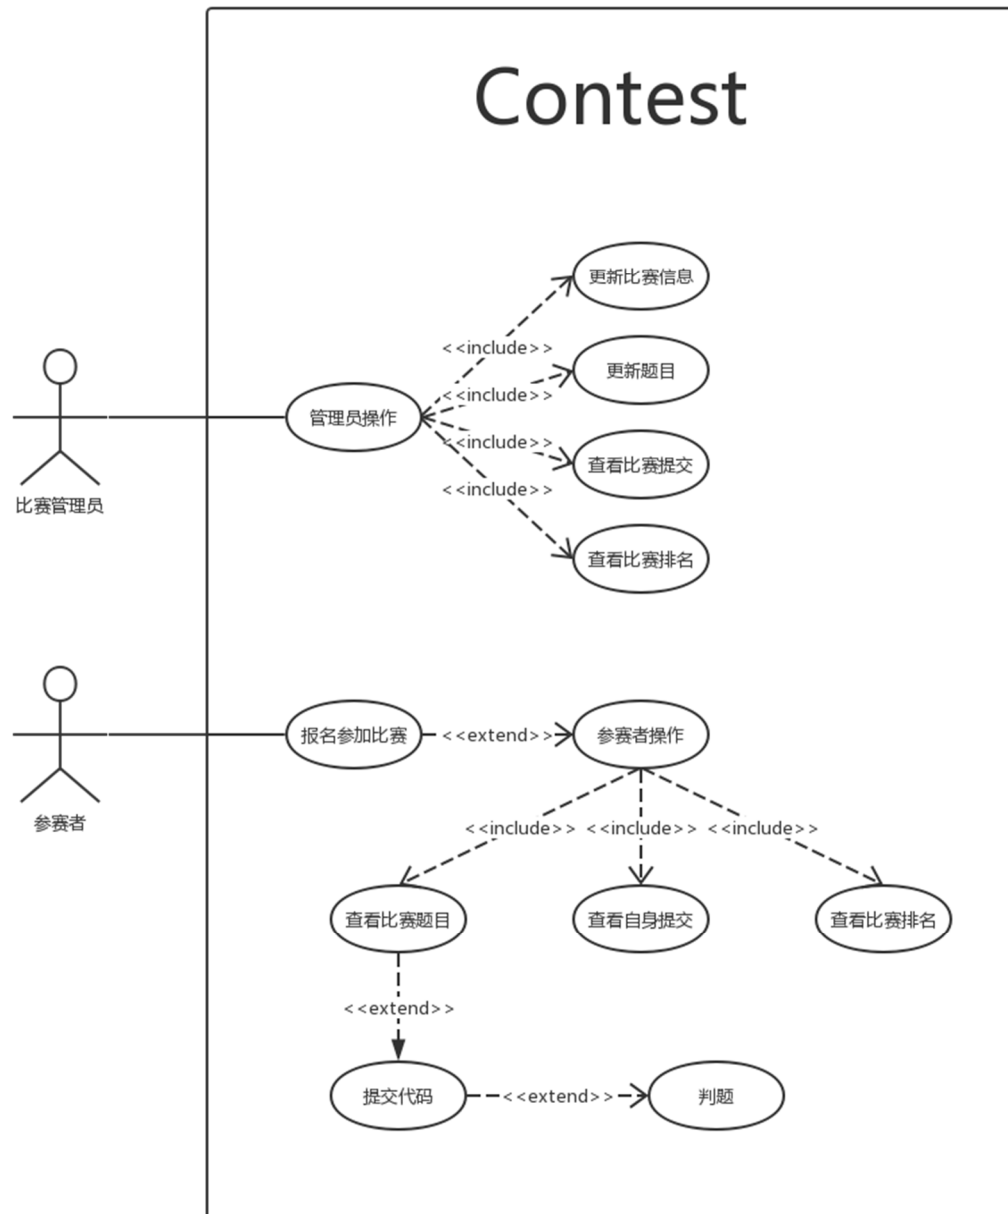 Contest
更新比赛信息
<<include>>
更新题目
<<include>>
管理员操作
<<include>>
查看比赛提交
<<include>>
比赛管理员
查看比赛排名
报名参加比赛
<<extend>>
参赛者操作
参赛者
<<include>>
<<include>>
<<include>>
查看比赛题目
查看自身提交
查看比赛排名
<<extend>>
提交代码
<<extend>>
判题